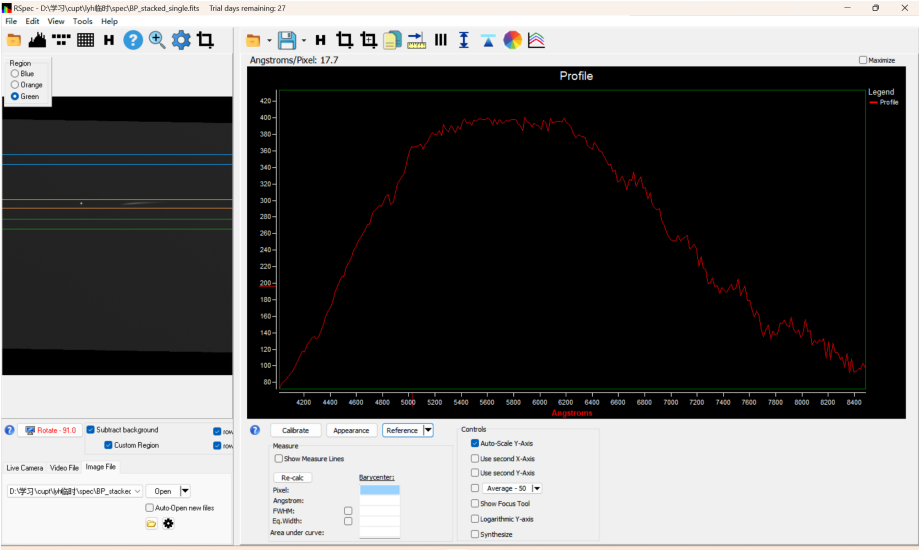 RSpec - D:\学习\cupt\lyh临时\spec\BP_stacked_single.fits Trial days remaining: 27
File Edit View Tools Help
H ? H
Region
Blue
Orange
Green
Angstroms/Pixel: 17.7
Maximize
Profile
Legend
Profile
420
400
380
360
340
320
300
280
260
240
220
200
180
160
140
120
100
80
4200 4400 4600 4800 5000 5200 5400 5600 5800 6000 6200 6400 6600 6800 7000 7200 7400 7600 7800 8000 8200 8400
Angstroms
? Rotate - 91.0
Subtract background
row
Custom Region
row
Live Camera Video File Image File
D:\学习\cupt\lyh临时\spec\BP_stacked
Open
Auto-Open new files
? Calibrate Appearance Reference
Measure
Show Measure Lines
Re-calc Barycenter:
Pixel:
Angstrom:
FWHM:
Eq.Width:
Area under curve:
Controls
Auto-Scale Y-Axis
Use second X-Axis
Use second Y-Axis
Average - 50
Show Focus Tool
Logarithmic Y-axis
Synthesize